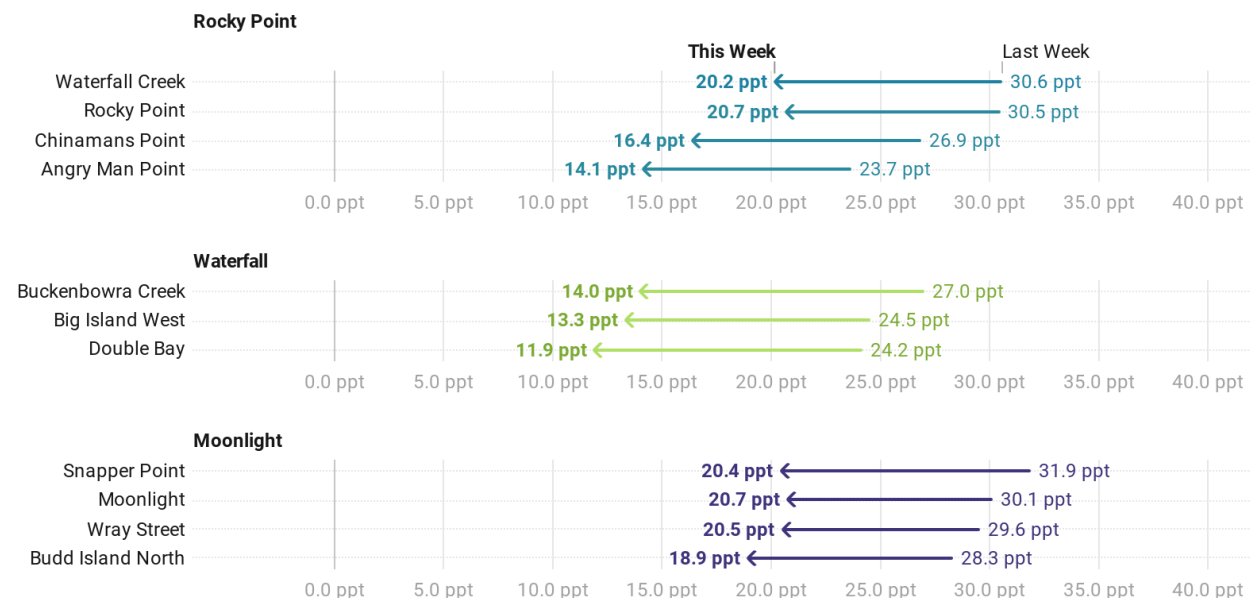 Rocky Point
This Week Last Week
Waterfall Creek 20.2 ppt 30.6 ppt
Rocky Point 20.7 ppt 30.5 ppt
Chinamans Point 16.4 ppt 26.9 ppt
Angry Man Point 14.1 ppt 23.7 ppt
0.0 ppt 5.0 ppt 10.0 ppt 15.0 ppt 20.0 ppt 25.0 ppt 30.0 ppt 35.0 ppt 40.0 ppt
Waterfall
Buckenbowra Creek 14.0 ppt 27.0 ppt
Big Island West 13.3 ppt 24.5 ppt
Double Bay 11.9 ppt 24.2 ppt
0.0 ppt 5.0 ppt 10.0 ppt 15.0 ppt 20.0 ppt 25.0 ppt 30.0 ppt 35.0 ppt 40.0 ppt
Moonlight
Snapper Point 20.4 ppt 31.9 ppt
Moonlight 20.7 ppt 30.1 ppt
Wray Street 20.5 ppt 29.6 ppt
Budd Island North 18.9 ppt 28.3 ppt
0.0 ppt 5.0 ppt 10.0 ppt 15.0 ppt 20.0 ppt 25.0 ppt 30.0 ppt 35.0 ppt 40.0 ppt